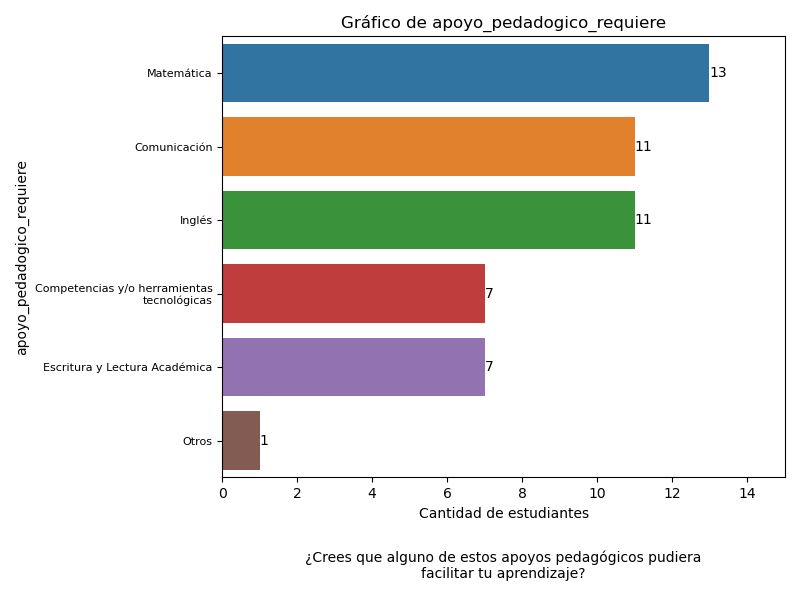 Gráfico de apoyo_pedadogico_requiere
apoyo_pedadogico_requiere
Matemática
13
Comunicación
11
Inglés
11
Competencias y/o herramientas
tecnológicas
7
Escritura y Lectura Académica
7
Otros
1
0 2 4 6 8 10 12 14
Cantidad de estudiantes
¿Crees que alguno de estos apoyos pedagógicos pudiera
facilitar tu aprendizaje?